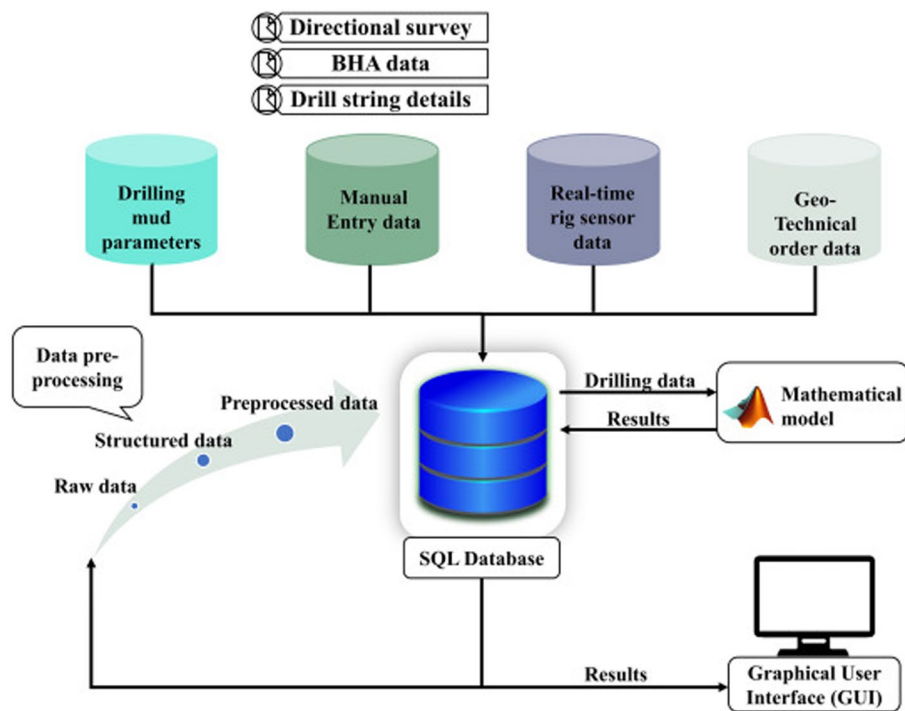 Directional survey
BHA data
Drill string details
Drilling
mud
parameters
Manual
Entry data
Real-time
rig sensor
data
Geo-
Technical
order data
Data pre-
processing
Preprocessed data
Structured data
Raw data
Drilling data
Results
Mathematical
model
SQL Database
Results
Graphical User
Interface (GUI)